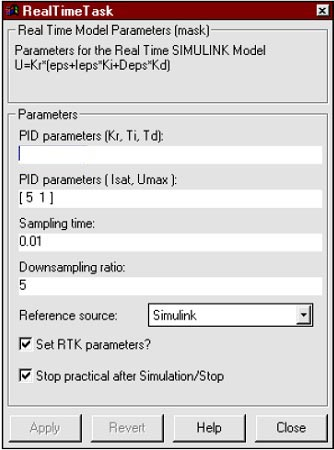 RealTimeTask
Real Time Model Parameters (mask)
Parameters for the Real Time SIMULINK Model
U=Kr*(eps+Ieps*Ki+Deps*Kd)
Parameters
PID parameters (Kr, Ti, Td):
PID parameters ( Isat, Umax ):
[ 5 1 ]
Sampling time:
0.01
Downsampling ratio:
5
Reference source: Simulink
Set RTK parameters?
Stop practical after Simulation/Stop
Apply Revert Help Close